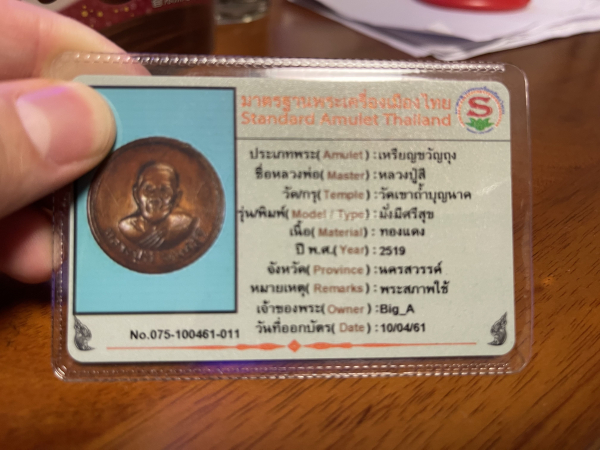 มาตรฐานพระเครื่องเมืองไทย
Standard Amulet Thailand
S
ประเภทพระ( Amulet ) : เหรียญขวัญถุง
ชื่อหลวงพ่อ( Master ) : หลวงปู่สี
วัด/กรุ( Temple ) : วัดเขาถ้ำบุญนาค
รุ่น/พิมพ์( Model / Type ) : มั่งมีศรีสุข
เนื้อ( Material ) : ทองแดง
ปี พ.ศ.( Year) : 2519
จังหวัด( Province ) : นครสวรรค์
หมายเหตุ( Remarks ) : พระสภาพใช้
เจ้าของพระ( Owner ) : Big_A
วันที่ออกบัตร( Date ) : 10/04/61
No.075-100461-011